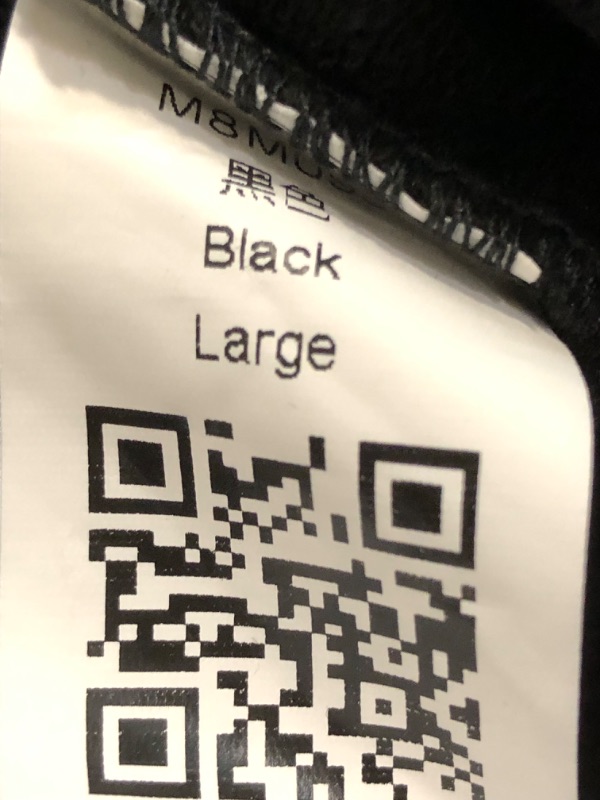 黑色
Black
Large